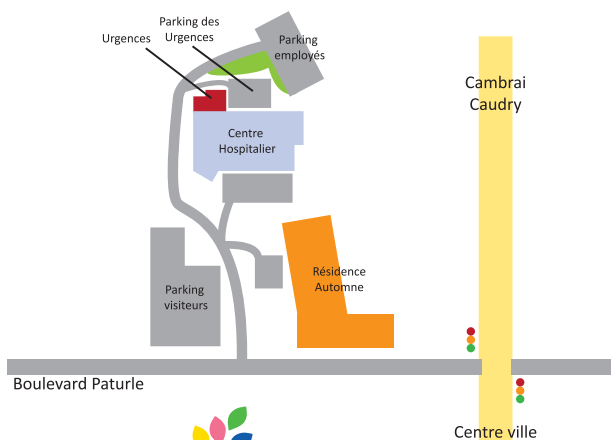 Parking des
Urgences
Urgences
Parking
employés
Cambrai
Caudry
Centre
Hospitalier
Résidence
Automne
Parking
visiteurs
Boulevard Paturle
Centre ville